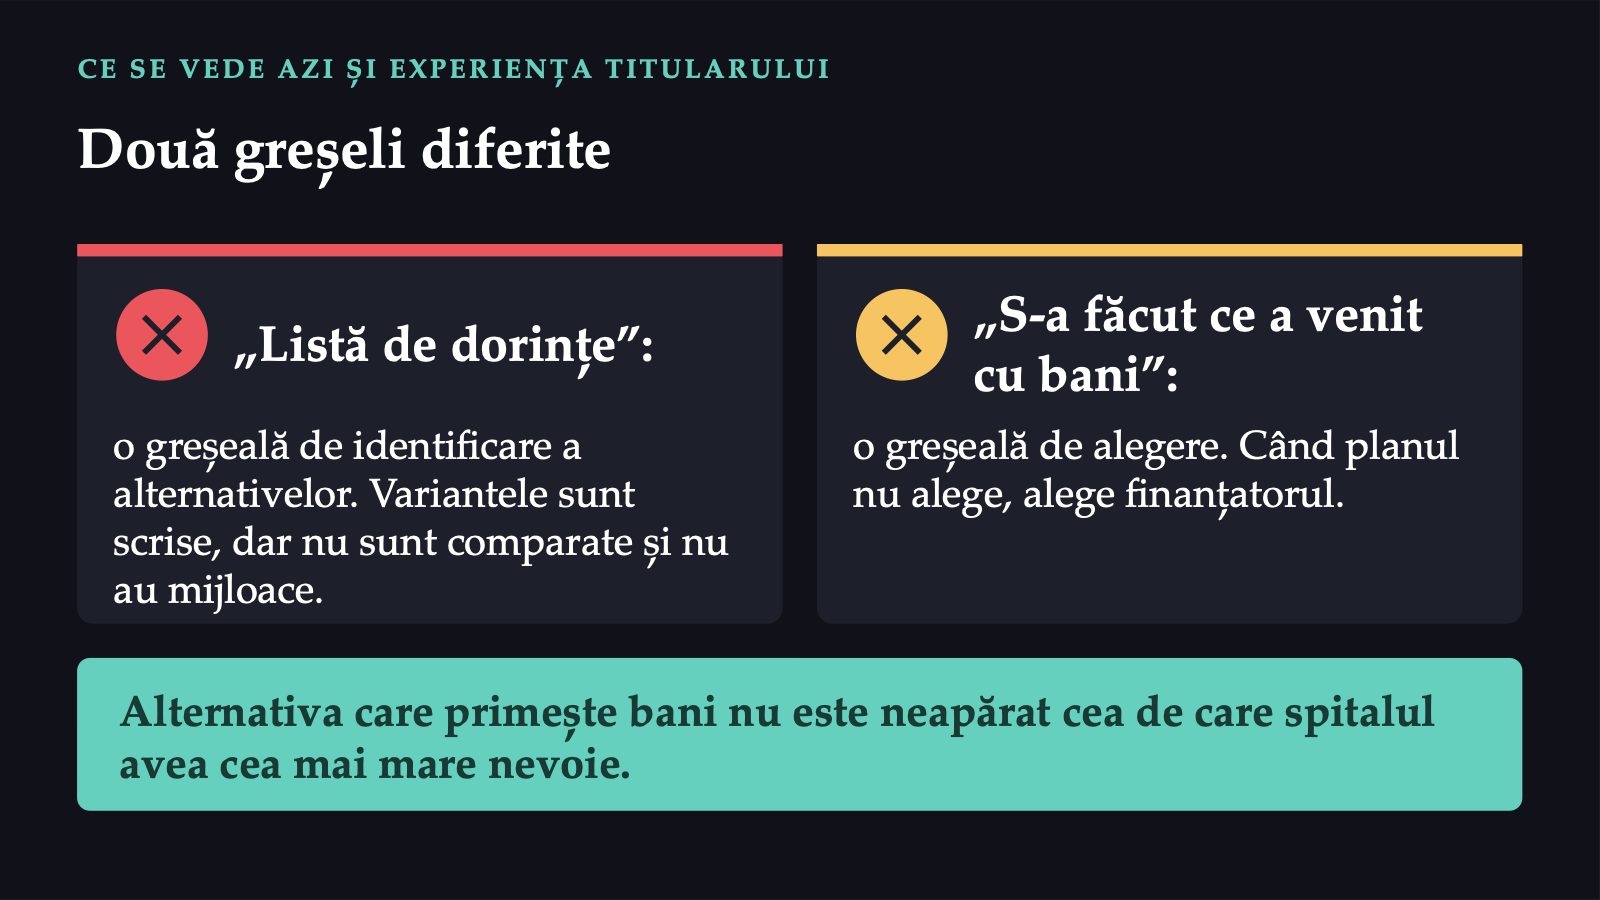 CE SE VEDE AZI ȘI EXPERIENȚA TITULARULUI
Două greșeli diferite
„Listă de dorințe”:
o greșeală de identificare a
alternativelor. Variantele sunt
scrise, dar nu sunt comparate și nu
au mijloace.
„S-a făcut ce a venit
cu bani”:
o greșeală de alegere. Când planul
nu alege, alege finanțatorul.
Alternativa care primește bani nu este neapărat cea de care spitalul
avea cea mai mare nevoie.